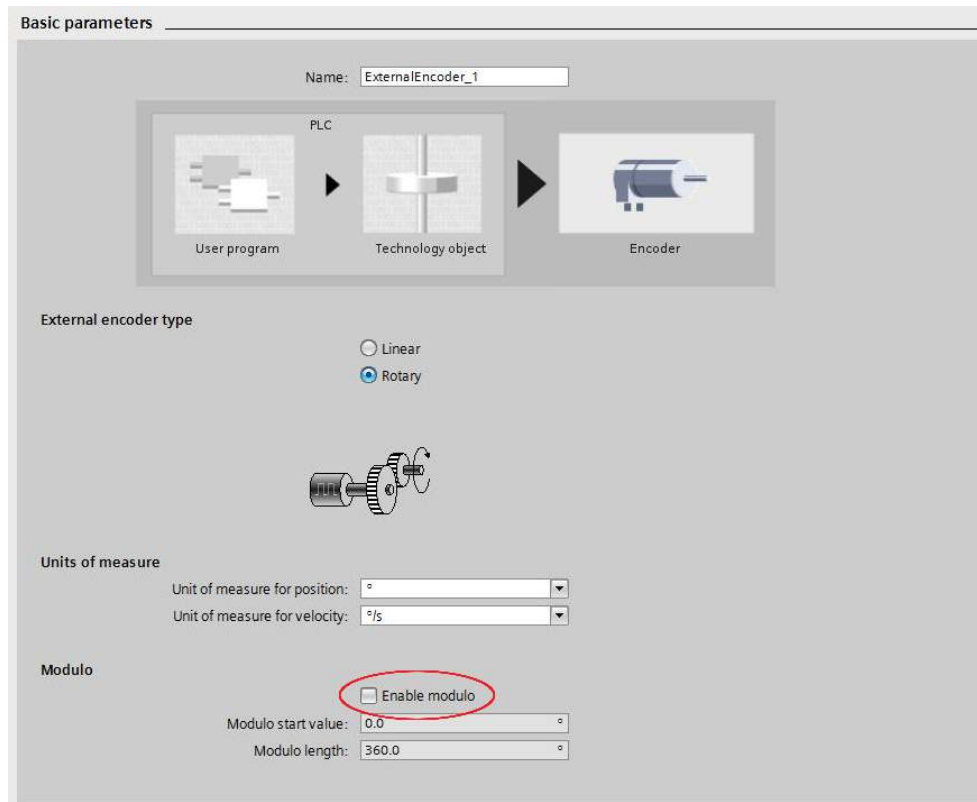 Basic parameters
Name: ExternalEncoder_1
PLC
User program Technology object Encoder
External encoder type
Linear
Rotary
Units of measure
Unit of measure for position: °
Unit of measure for velocity: °/s
Modulo
Enable modulo
Modulo start value: 0.0 °
Modulo length: 360.0 °